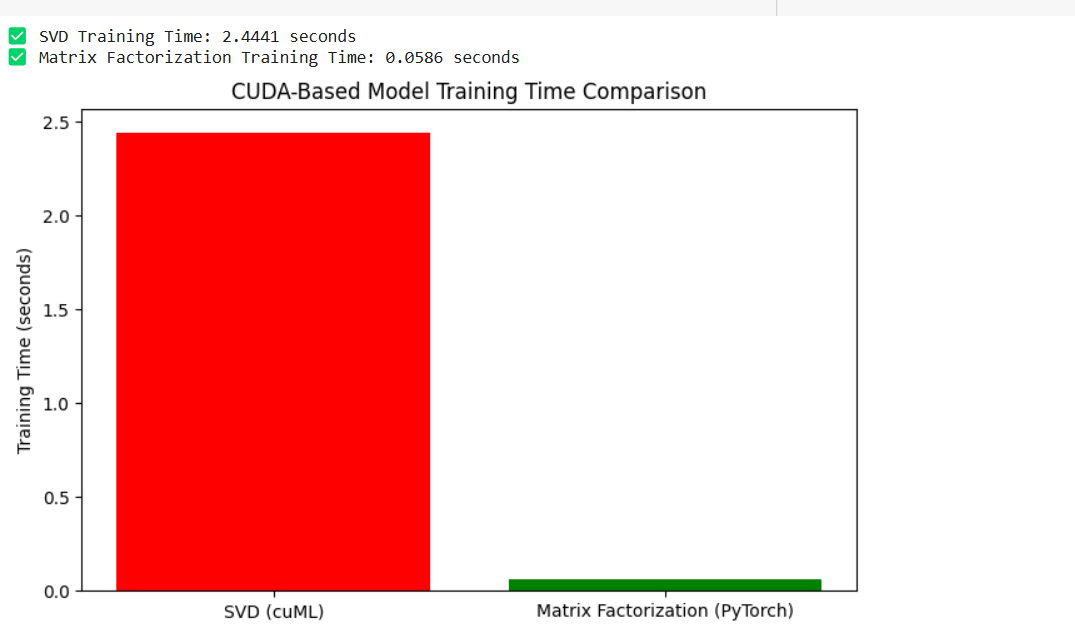 ✅ SVD Training Time: 2.4441 seconds
✅ Matrix Factorization Training Time: 0.0586 seconds
CUDA-Based Model Training Time Comparison
Training Time (seconds)
2.5
2.0
1.5
1.0
0.5
0.0
SVD (cuML)
Matrix Factorization (PyTorch)